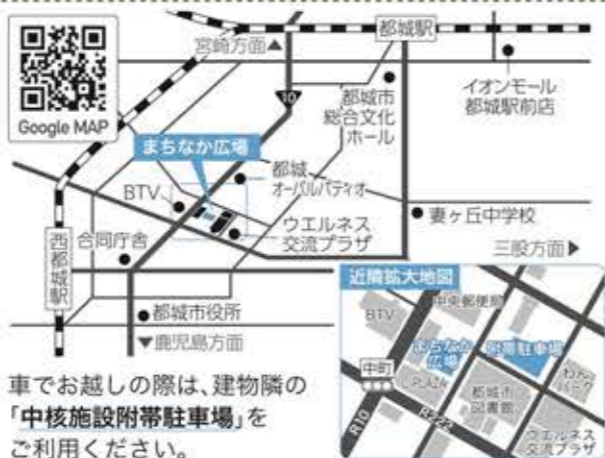 Google MAP
宮崎方面▲
都城駅
10
都城市
総合文化
ホール
イオンモール
都城駅前店
まちなか広場
都城
オーバルパティオ
BTV
ウエルネス
交流プラザ
妻ヶ丘中学校
三股方面▶
合同庁舎
西都城駅
都城市役所
▼鹿児島方面
近隣拡大地図
中央郵便局
BTV
まちなか
広場
附帯駐車場
中町
I.C.PLAZA
都城市
図書館
わん
パーク
R10
R-222
ウエルネス
交流プラザ
車でお越しの際は、建物隣の
「中核施設附帯駐車場」を
ご利用ください。